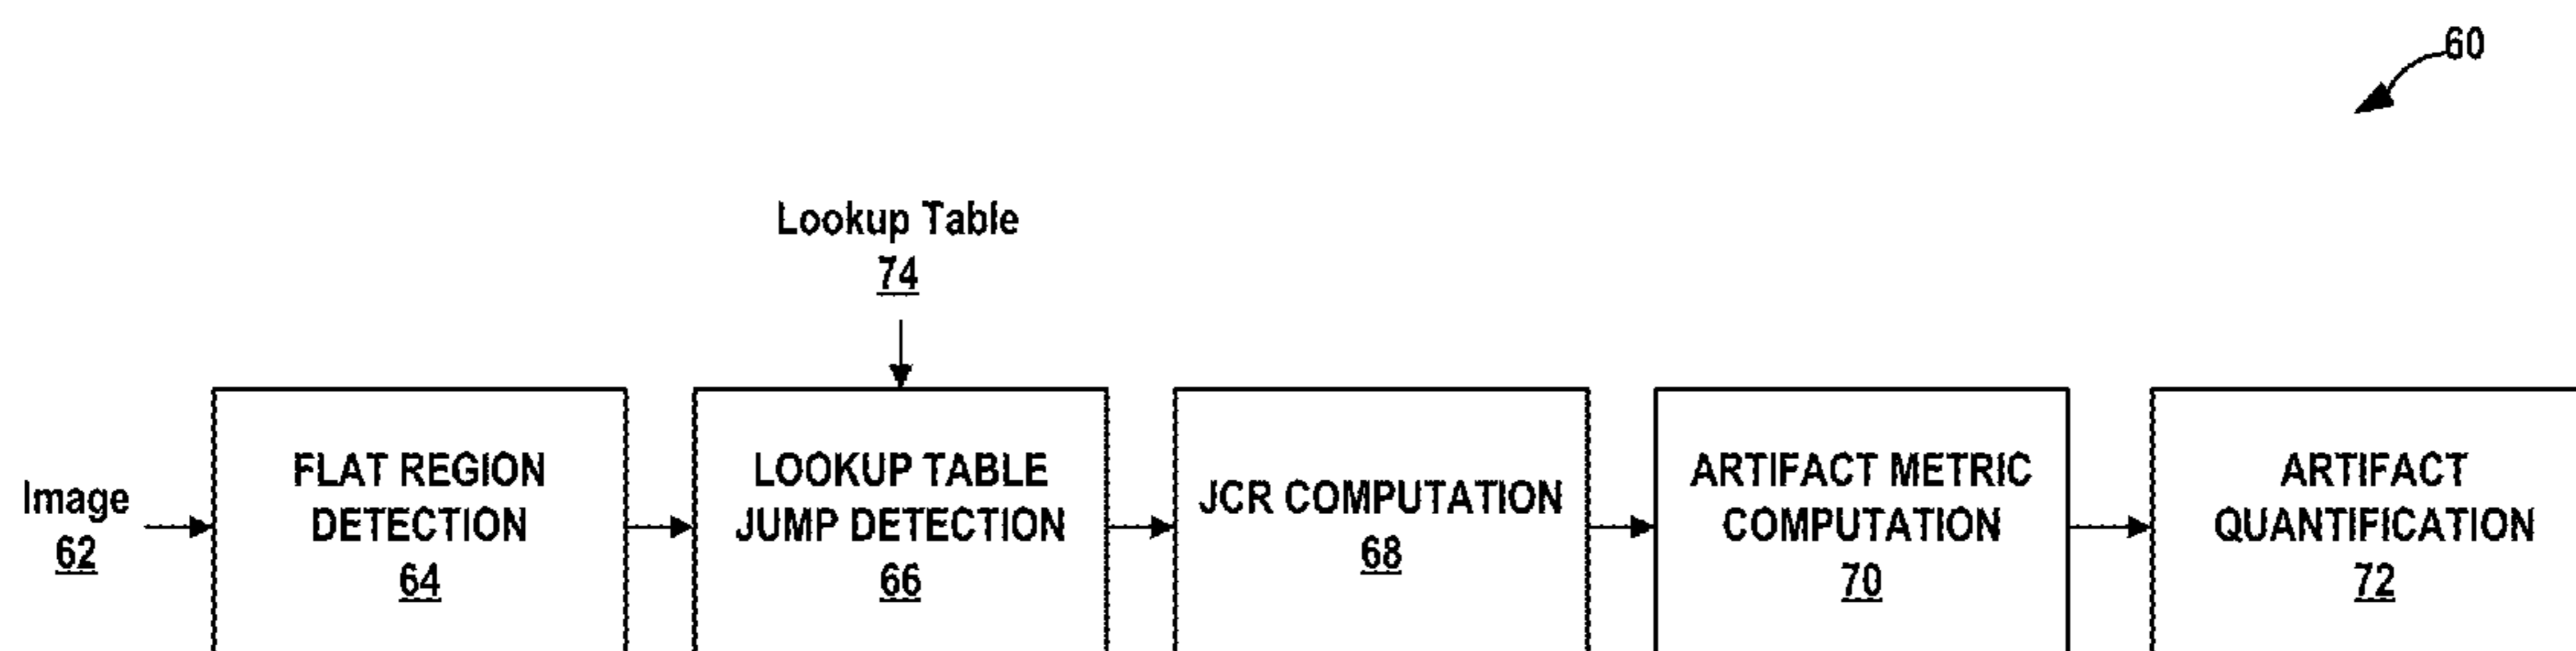 60
Lookup Table
74
Image
62
FLAT REGION
DETECTION
64
LOOKUP TABLE
JUMP DETECTION
66
JCR COMPUTATION
68
ARTIFACT METRIC
COMPUTATION
70
ARTIFACT
QUANTIFICATION
72